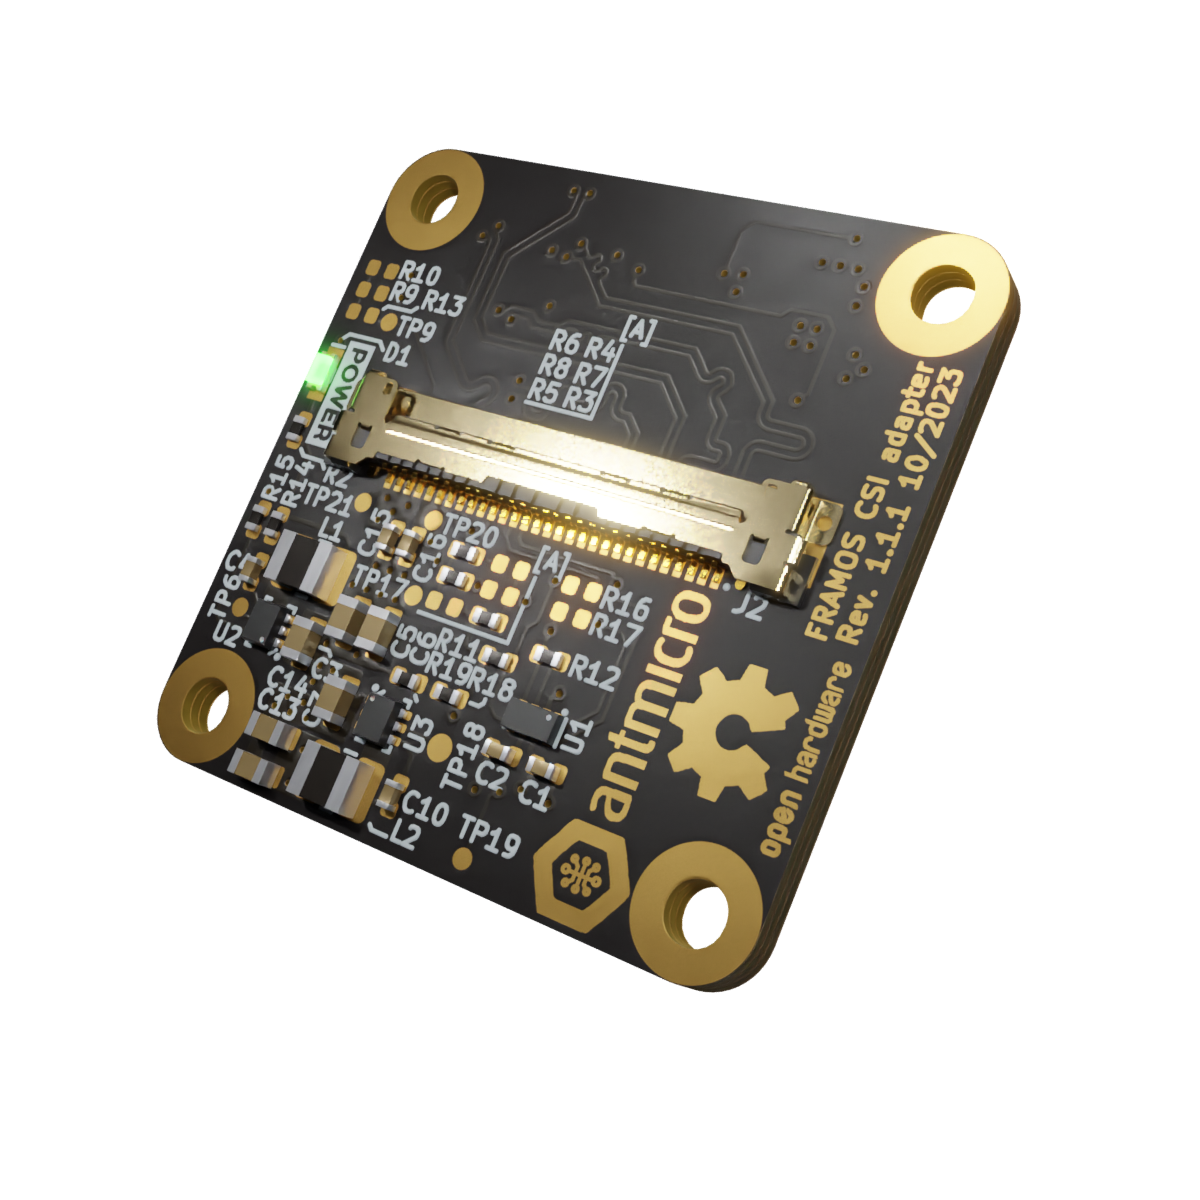 R10
R9 R13
TP9
D1
POWER
[A]
R6 R4
R8 R7
R5 R3
R2
R15
R14
TP21
L1
TP20
[A]
TP17
R16
R17
J2
TP6
U2
R11
R12
R19
R18
C14
C13
U3
TP18
U1
C2
C1
C10
L2
TP19
antmicro
FRAMOS CSI adapter
Rev. 1.1.1 10/2023
open hardware